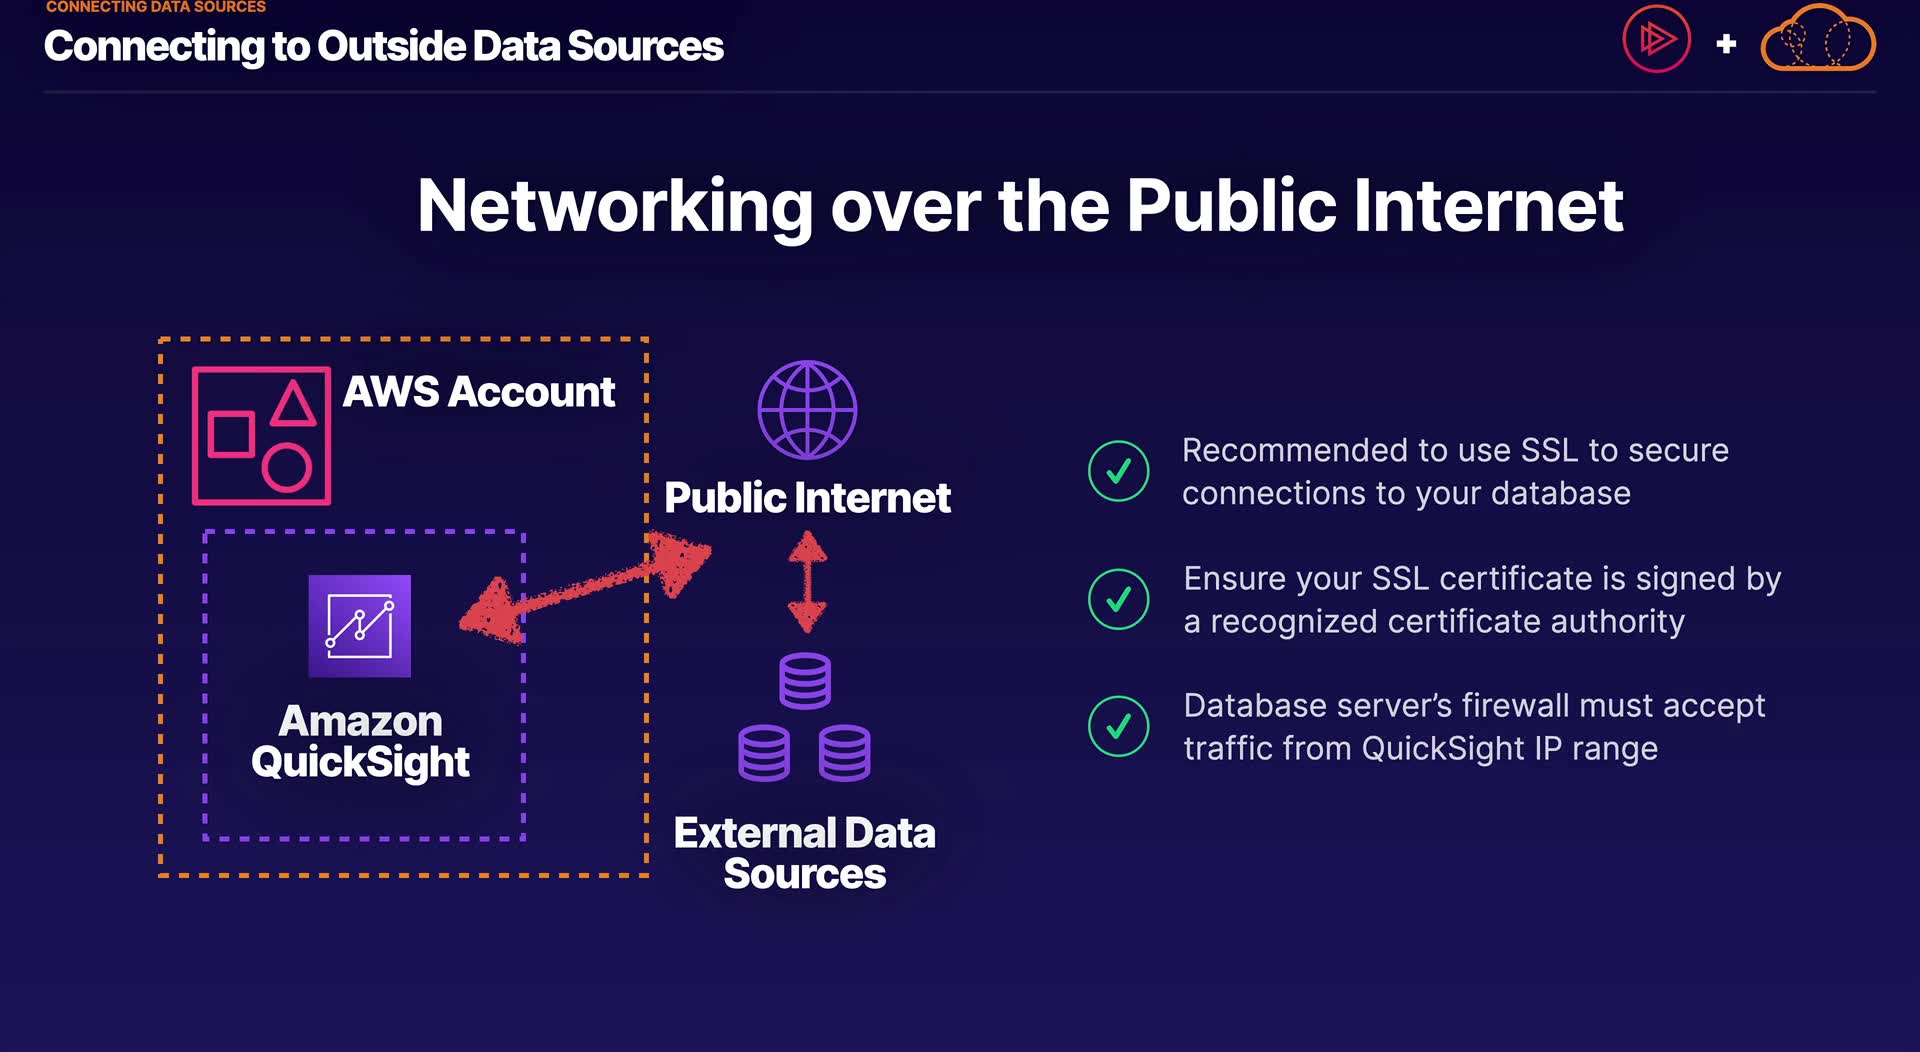 CONNECTING DATA SOURCES
Connecting to Outside Data Sources
+
Networking over the Public Internet
AWS Account
Public Internet
Amazon
QuickSight
External Data
Sources
Recommended to use SSL to secure
connections to your database
Ensure your SSL certificate is signed by
a recognized certificate authority
Database server’s firewall must accept
traffic from QuickSight IP range